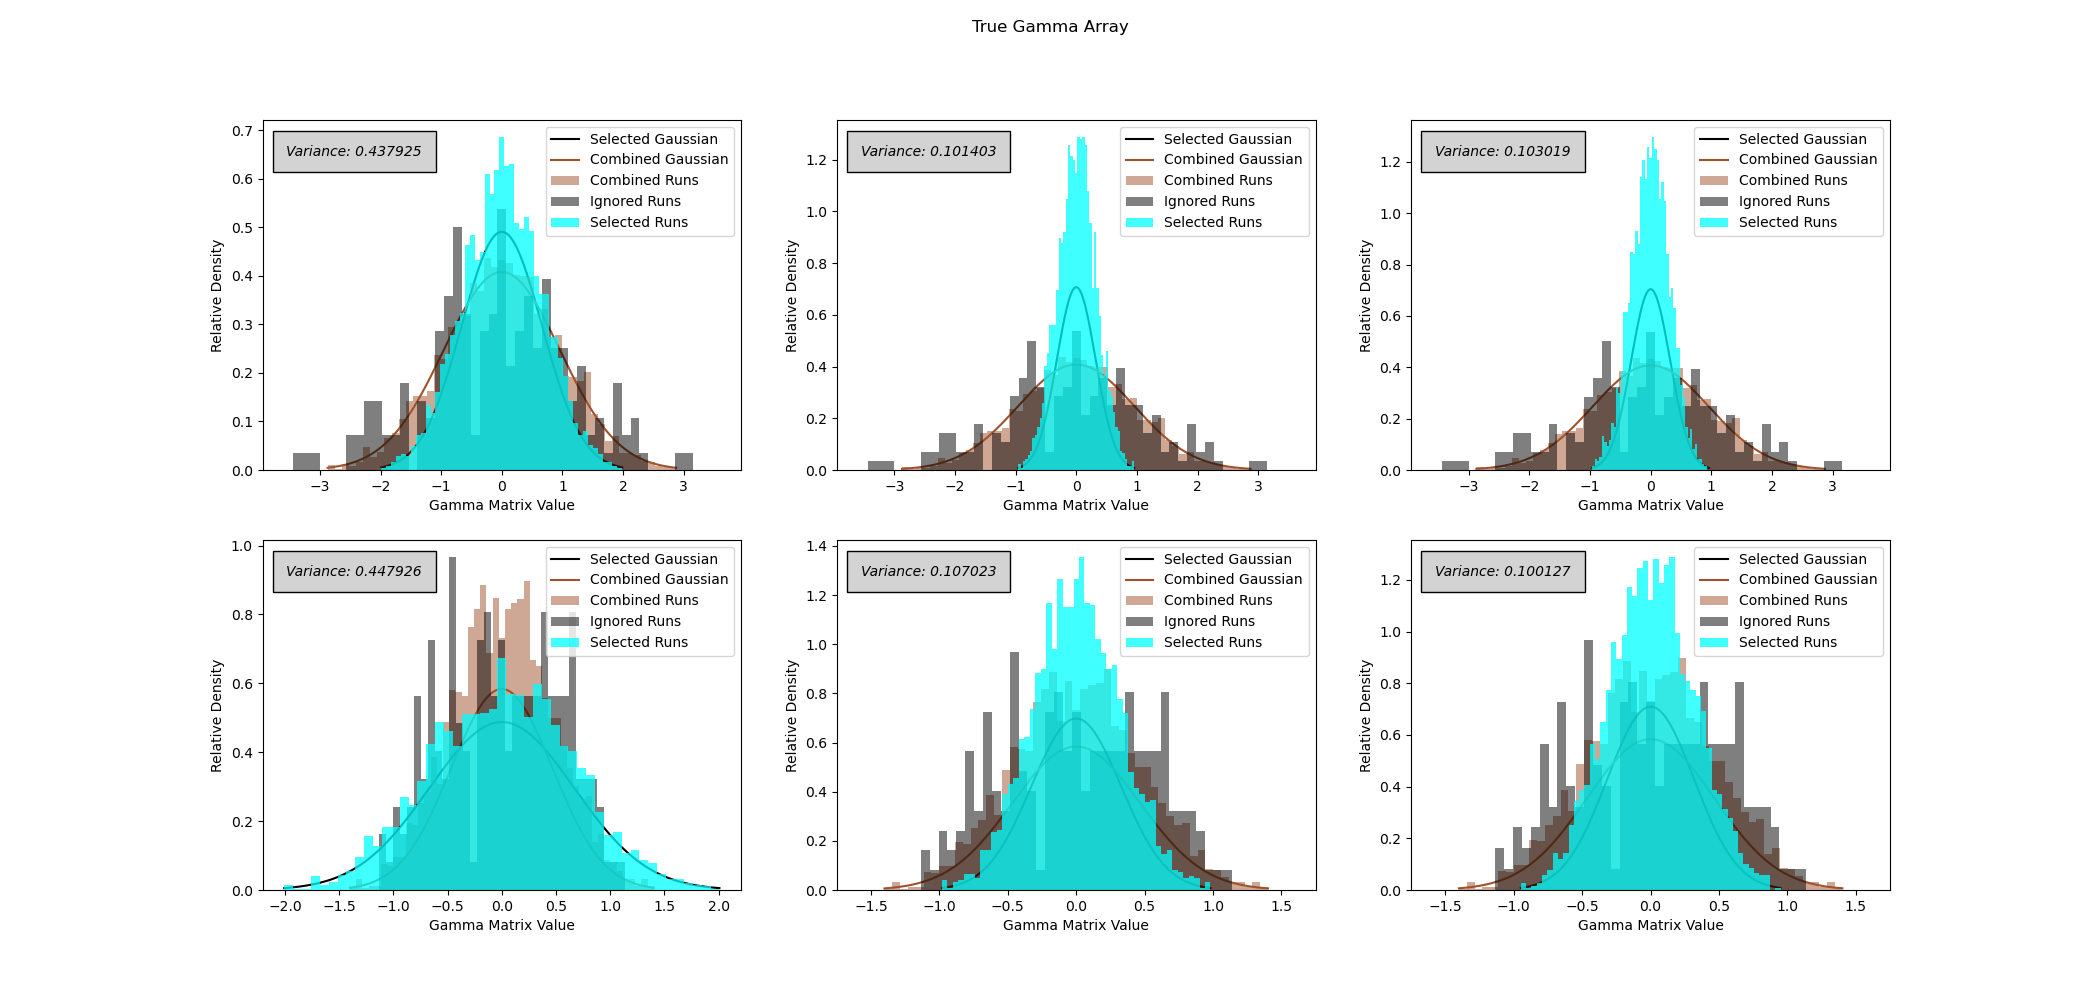 True Gamma Array
Variance: 0.437925
Selected Gaussian
Combined Gaussian
Combined Runs
Ignored Runs
Selected Runs
Relative Density
0.7
0.6
0.5
0.4
0.3
0.2
0.1
0.0
−3 −2 −1 0 1 2 3
Gamma Matrix Value
Variance: 0.101403
Selected Gaussian
Combined Gaussian
Combined Runs
Ignored Runs
Selected Runs
Relative Density
1.2
1.0
0.8
0.6
0.4
0.2
0.0
−3 −2 −1 0 1 2 3
Gamma Matrix Value
Variance: 0.103019
Selected Gaussian
Combined Gaussian
Combined Runs
Ignored Runs
Selected Runs
Relative Density
1.2
1.0
0.8
0.6
0.4
0.2
0.0
−3 −2 −1 0 1 2 3
Gamma Matrix Value
Variance: 0.447926
Selected Gaussian
Combined Gaussian
Combined Runs
Ignored Runs
Selected Runs
Relative Density
1.0
0.8
0.6
0.4
0.2
0.0
−2.0 −1.5 −1.0 −0.5 0.0 0.5 1.0 1.5 2.0
Gamma Matrix Value
Variance: 0.107023
Selected Gaussian
Combined Gaussian
Combined Runs
Ignored Runs
Selected Runs
Relative Density
1.4
1.2
1.0
0.8
0.6
0.4
0.2
0.0
−1.5 −1.0 −0.5 0.0 0.5 1.0 1.5
Gamma Matrix Value
Variance: 0.100127
Selected Gaussian
Combined Gaussian
Combined Runs
Ignored Runs
Selected Runs
Relative Density
1.2
1.0
0.8
0.6
0.4
0.2
0.0
−1.5 −1.0 −0.5 0.0 0.5 1.0 1.5
Gamma Matrix Value